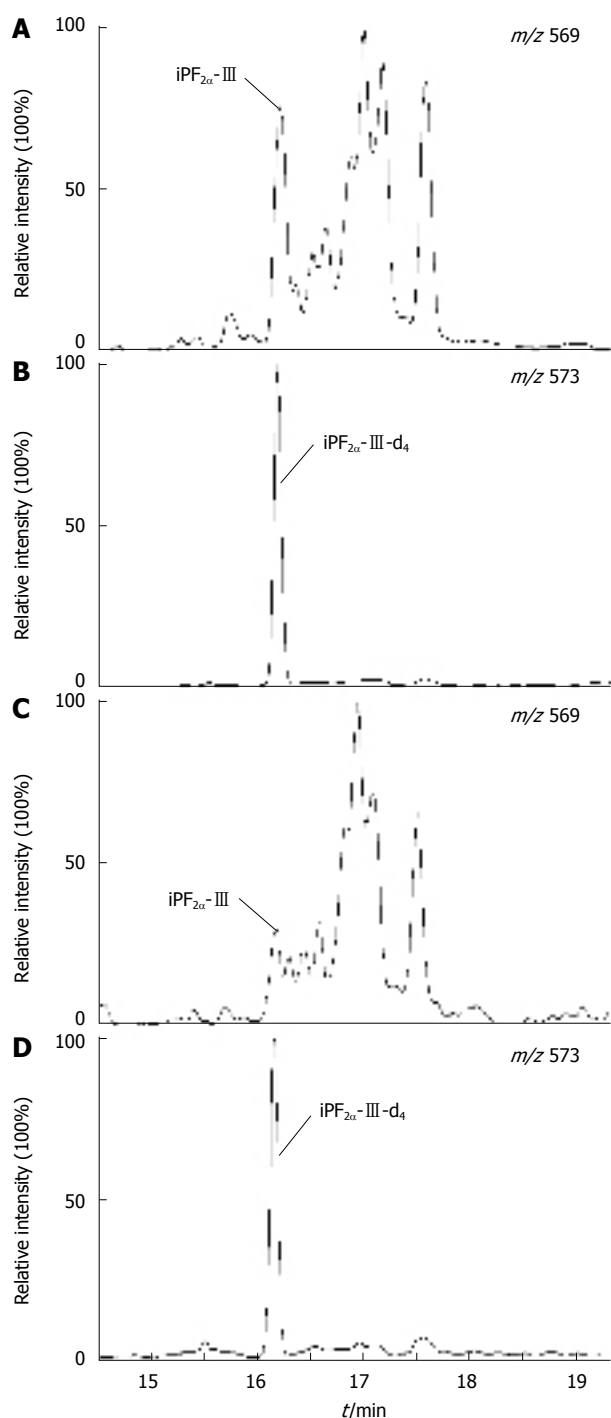 A
100
m/z 569
iPF2α-Ⅲ
Relative intensity (100%)
50
0
B
100
m/z 573
iPF2α-Ⅲ-d4
Relative intensity (100%)
50
0
C
100
m/z 569
Relative intensity (100%)
50
iPF2α-Ⅲ
0
D
100
m/z 573
iPF2α-Ⅲ-d4
Relative intensity (100%)
50
0
15 16 17 18 19
t/min